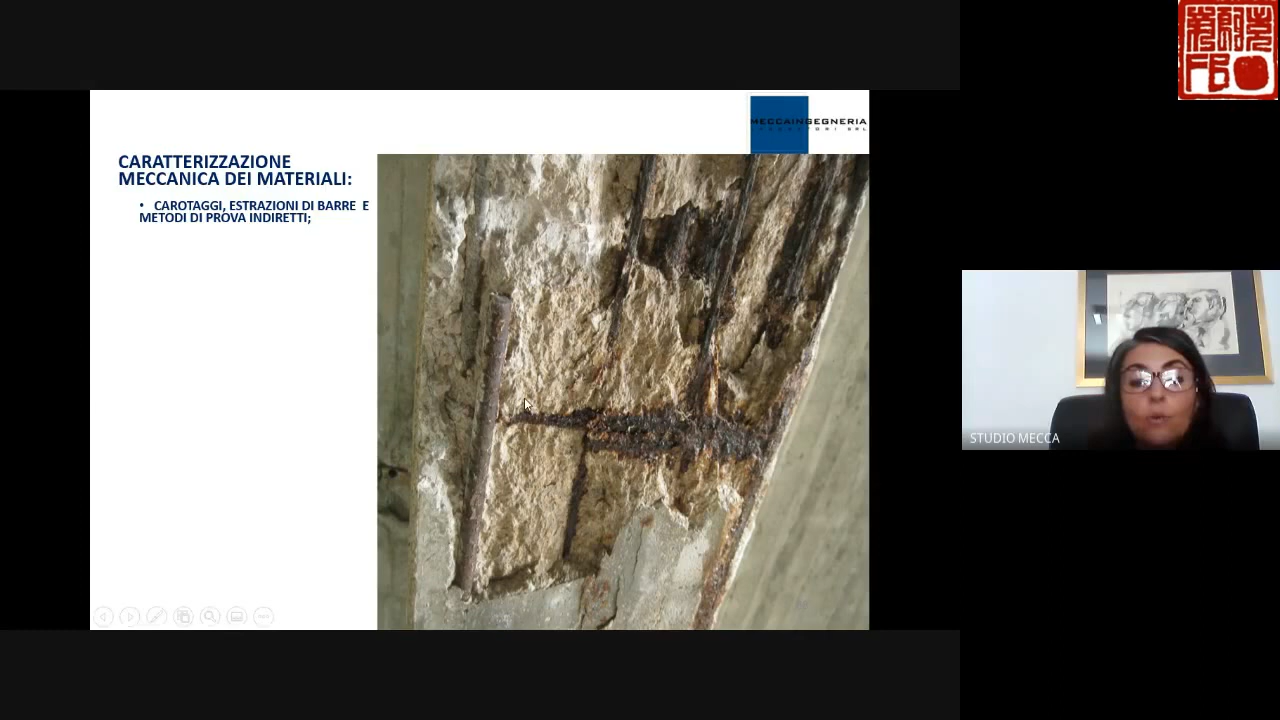 MECCAINGEGNERIA
CARATTERIZZAZIONE
MECCANICA DEI MATERIALI:
• CAROTAGGI, ESTRAZIONI DI BARRE E
METODI DI PROVA INDIRETTI;
STUDIO MECCA